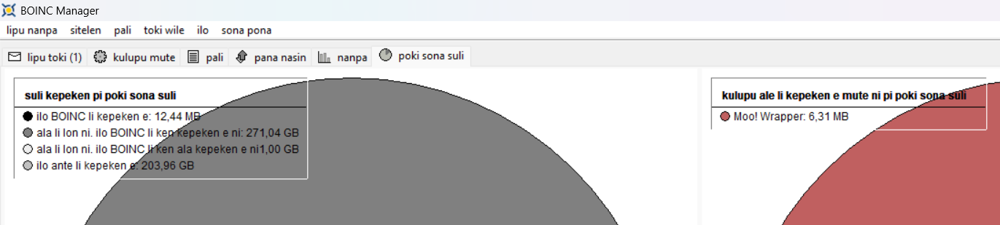 BOINC Manager
lipu nanpa sitelen pali toki wile ilo sona pona
lipu toki (1) kulupu mute pali pana nasin nanpa poki sona suli
suli kepeken pi poki sona suli
ilo BOINC li kepeken e: 12,44 MB
ala li lon ni. ilo BOINC li ken kepeken e ni: 271,04 GB
ala li lon ni. ilo BOINC li ken ala kepeken e ni1,00 GB
ilo ante li kepeken e: 203,96 GB
kulupu ale li kepeken e mute ni pi poki sona suli
Moo! Wrapper: 6,31 MB